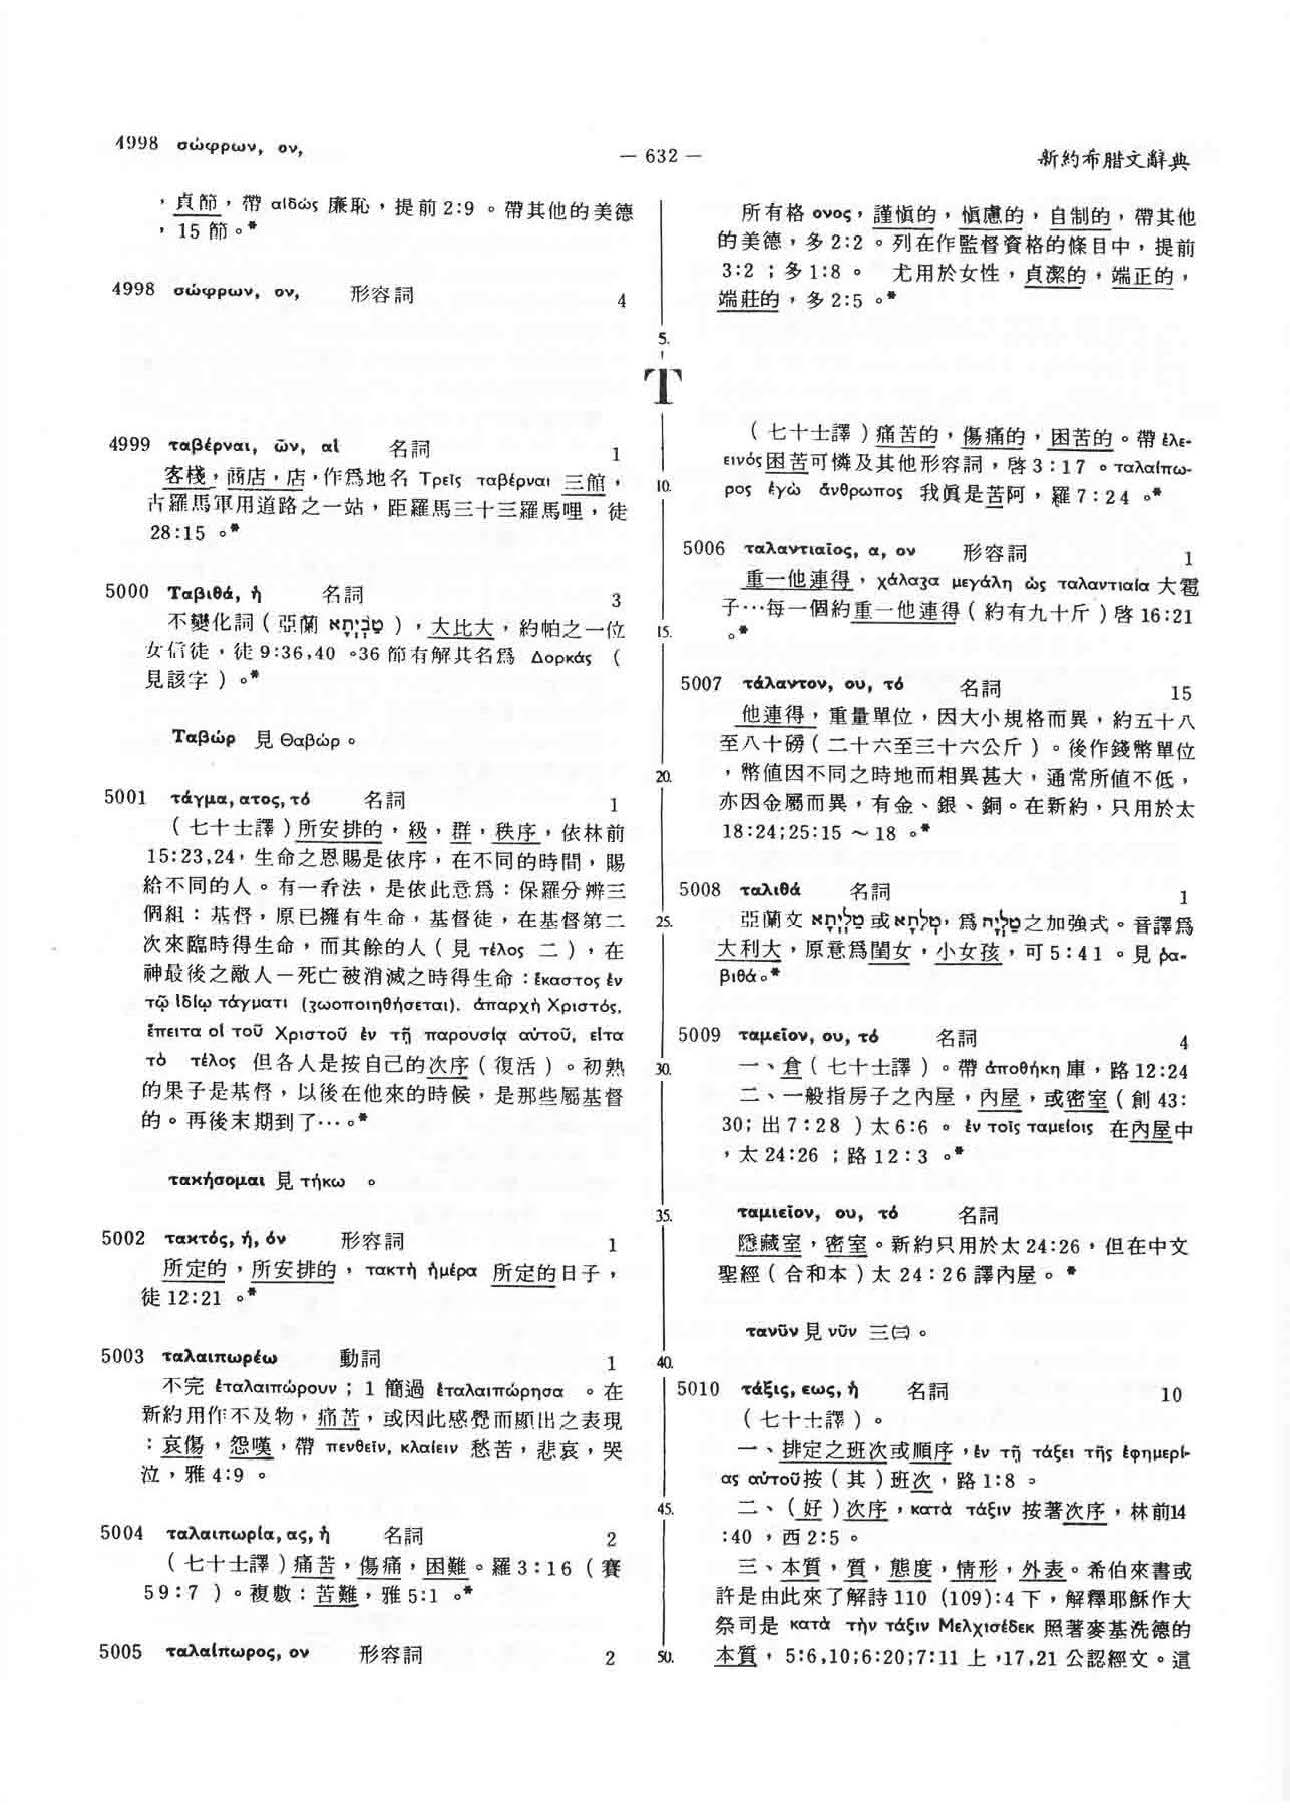 4998 σώφρων, ον,
— 632 —
新約希腊文辭典
，貞節，帶 αἰδώς 廉恥，提前 2:9 。帶其他的美德
，15 節。*
4998 σώφρων, ον, 形容詞 4
所有格 ονος，謹愼的，愼慮的，自制的，帶其他
的美德，多 2:2 。列在作監督資格的條目中，提前
3:2 ；多 1:8 。 尤用於女性，貞潔的，端正的，
端莊的，多 2:5 。*
5.
T
4999 ταβέρναι, ῶν, αἱ 名詞 1
客棧，商店，店，作爲地名 Τρεῖς ταβέρναι 三館，
古羅馬軍用道路之一站，距羅馬三十三羅馬哩，徒
28:15 。*
5000 Ταβιθά, ἡ 名詞 3
不變化詞（亞蘭 טְבִ֫יְתָא ），大比大，約帕之一位
女信徒，徒 9:36,40 。36 節有解其名爲 Δορκάς （
見該字）。*
Ταβώρ 見 Θαβώρ 。
5001 τάγμα, ατος, τό 名詞 1
（七十士譯）所安排的，級，群，秩序，依林前
15:23,24，生命之恩賜是依序，在不同的時間，賜
給不同的人。有一看法，是依此意爲：保羅分辨三
個組：基督，原已擁有生命，基督徒，在基督第二
次來臨時得生命，而其餘的人（見 τέλος 二），在
神最後之敵人－死亡被消滅之時得生命：ἕκαστος ἐν
τῷ ἰδίῳ τάγματι (ζωοποιηθήσεται). ἀπαρχὴ Χριστός,
ἔπειτα οἱ τοῦ Χριστοῦ ἐν τῇ παρουσίᾳ αὐτοῦ, εἶτα
τὸ τέλος 但各人是按自己的次序（復活）。初熟
的果子是基督，以後在他來的時候，是那些屬基督
的。再後末期到了…。*
τακήσομαι 見 τήκω 。
5002 τακτός, ή, όν 形容詞 1
所定的，所安排的，τακτὴ ἡμέρα 所定的日子，
徒 12:21 。*
5003 ταλαιπωρέω 動詞 1
不完 ἐταλαιπώρουν；1 簡過 ἐταλαιπώρησα 。在
新約用作不及物，痛苦，或因此感覺而顯出之表現
：哀傷，怨嘆，帶 πενθεῖν, κλαίειν 愁苦，悲哀，哭
泣，雅 4:9 。
5004 ταλαιπωρία, ας, ἡ 名詞 2
（七十士譯）痛苦，傷痛，困難。羅 3:16（賽
59:7 ）。複數：苦難，雅 5:1 。*
5005 ταλαίπωρος, ον 形容詞 2
10.
15.
20.
25.
30.
35.
40.
45.
50.
（七十士譯）痛苦的，傷痛的，困苦的。帶 ἐλε-
εινός 困苦可憐及其他形容詞，啓 3:17 。ταλαίπω-
ρος ἐγὼ ἄνθρωπος 我眞是苦阿，羅 7:24 。*
5006 ταλαντιαῖος, α, ον 形容詞 1
重一他連得，χάλαζα μεγάλη ὡς ταλαντιαία 大雹
子…每一個約重一他連得（約有九十斤）啓 16:21
。*
5007 τάλαντον, ου, τό 名詞 15
他連得，重量單位，因大小規格而異，約五十八
至八十磅（二十六至三十六公斤）。後作錢幣單位
，幣值因不同之時地而相異甚大，通常所值不低，
亦因金屬而異，有金、銀、銅。在新約，只用於太
18:24;25:15 ～ 18 。*
5008 ταλιθά 名詞 1
亞蘭文 טַלְיְתָא 或 טְלִתָא，爲 טַלְיָה 之加強式。音譯爲
大利大，原意爲閨女，小女孩，可 5:41 。見 ῥα-
βιθά。*
5009 ταμεῖον, ου, τό 名詞 4
一、倉（七十士譯）。帶 ἀποθήκη 庫，路 12:24
二、一般指房子之內屋，內屋，或密室（創 43:
30; 出 7:28 ）太 6:6 。 ἐν τοῖς ταμείοις 在內屋中
，太 24:26 ；路 12:3 。*
ταμιεῖον, ου, τό 名詞
隱藏室，密室。新約只用於太 24:26，但在中文
聖經（合和本）太 24:26 譯內屋。*
τανῦν 見 νῦν 三㈢。
5010 τάξις, εως, ἡ 名詞 10
（七十士譯）。
一、排定之班次或順序，ἐν τῇ τάξει τῆς ἐφημερί-
ας αὐτοῦ 按（其）班次，路 1:8 。
二、（好）次序，κατὰ τάξιν 按著次序，林前14
:40 ，西 2:5 。
三、本質，質，態度，情形，外表。希伯來書或
許是由此來了解詩 110 (109):4 下，解釋耶穌作大
祭司是 κατὰ τὴν τάξιν Μελχισέδεκ 照著麥基洗德的
本質，5:6,10;6:20;7:11 上，17,21 公認經文。這